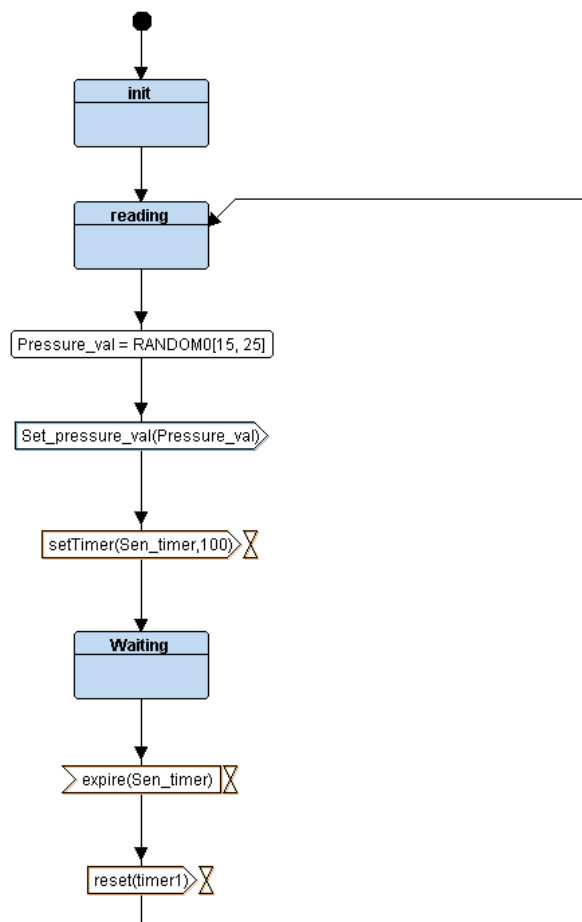 init
reading
Pressure_val = RANDOM0[15, 25]
Set_pressure_val(Pressure_val)
setTimer(Sen_timer,100)
Waiting
expire(Sen_timer)
reset(timer1)